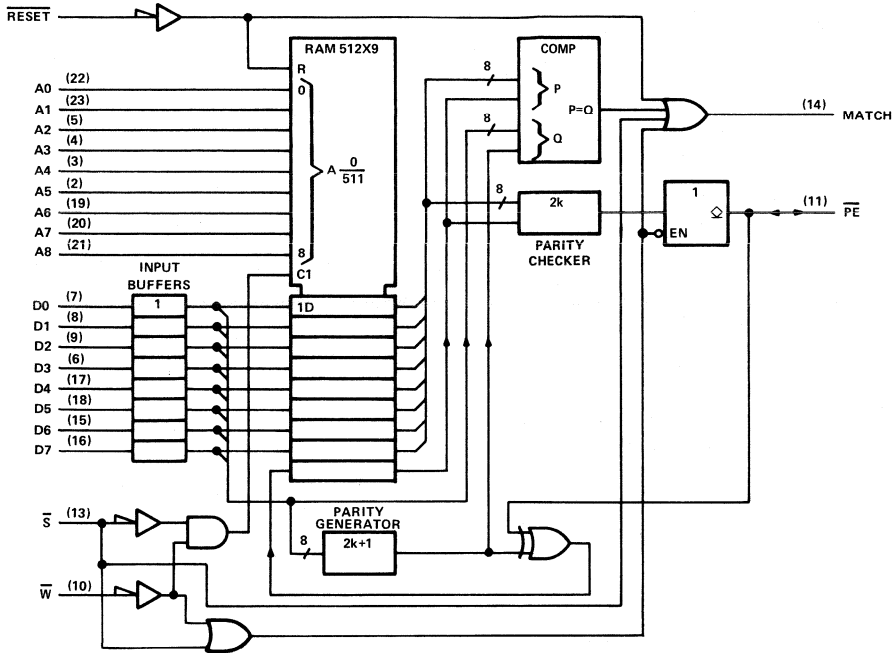 RESET
RAM 512X9
COMP
R
8
P
P=Q
8
Q
(14)
MATCH
A0 (22)
0
A1 (23)
A2 (5)
A3 (4)
A4 (3)
A 0
511
A5 (2)
A6 (19)
A7 (20)
A8 (21)
8
C1
8
2k
PARITY
CHECKER
1
EN
(11)
PE
INPUT
BUFFERS
D0 (7)
1
1D
D1 (8)
D2 (9)
D3 (6)
D4 (17)
D5 (18)
D6 (15)
D7 (16)
S (13)
PARITY
GENERATOR
8
2k+1
W (10)